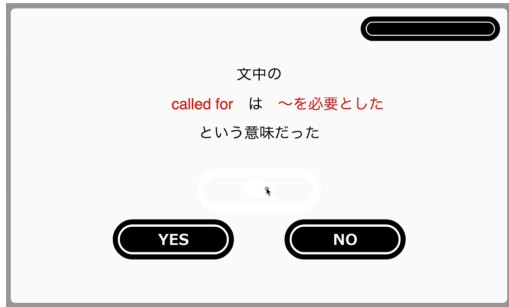 文中の
called for は 〜を必要とした
という意味だった
YES NO